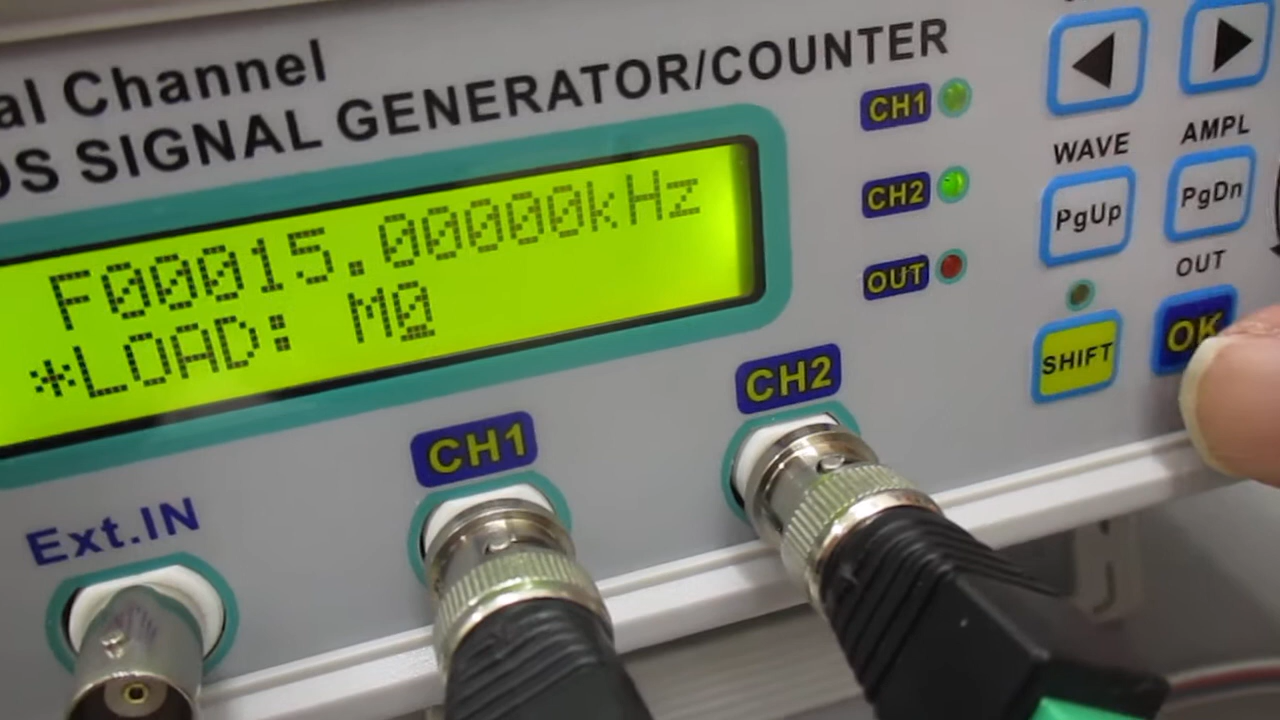 al Channel
DS SIGNAL GENERATOR/COUNTER
F00015.00000kHz
*LOAD: M0
CH1
CH2
OUT
WAVE
AMPL
PgUp
PgDn
OUT
SHIFT
OK
Ext.IN
CH1
CH2